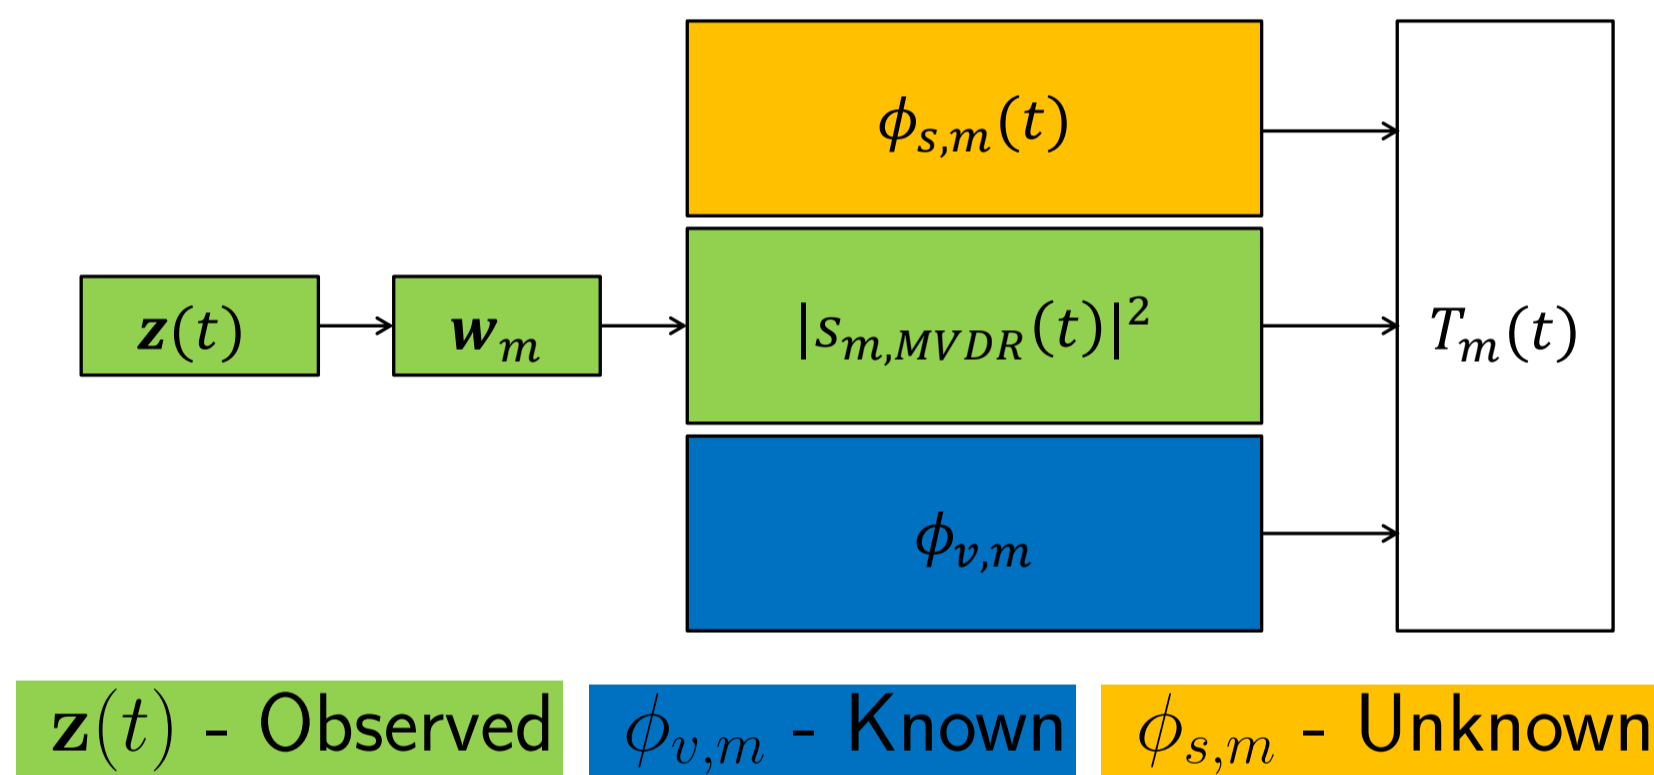 ϕ_{s,m}(t)
z(t)
w_m
|s_{m,MVDR}(t)|^2
T_m(t)
ϕ_{v,m}
z(t) - Observed
ϕ_{v,m} - Known
ϕ_{s,m} - Unknown